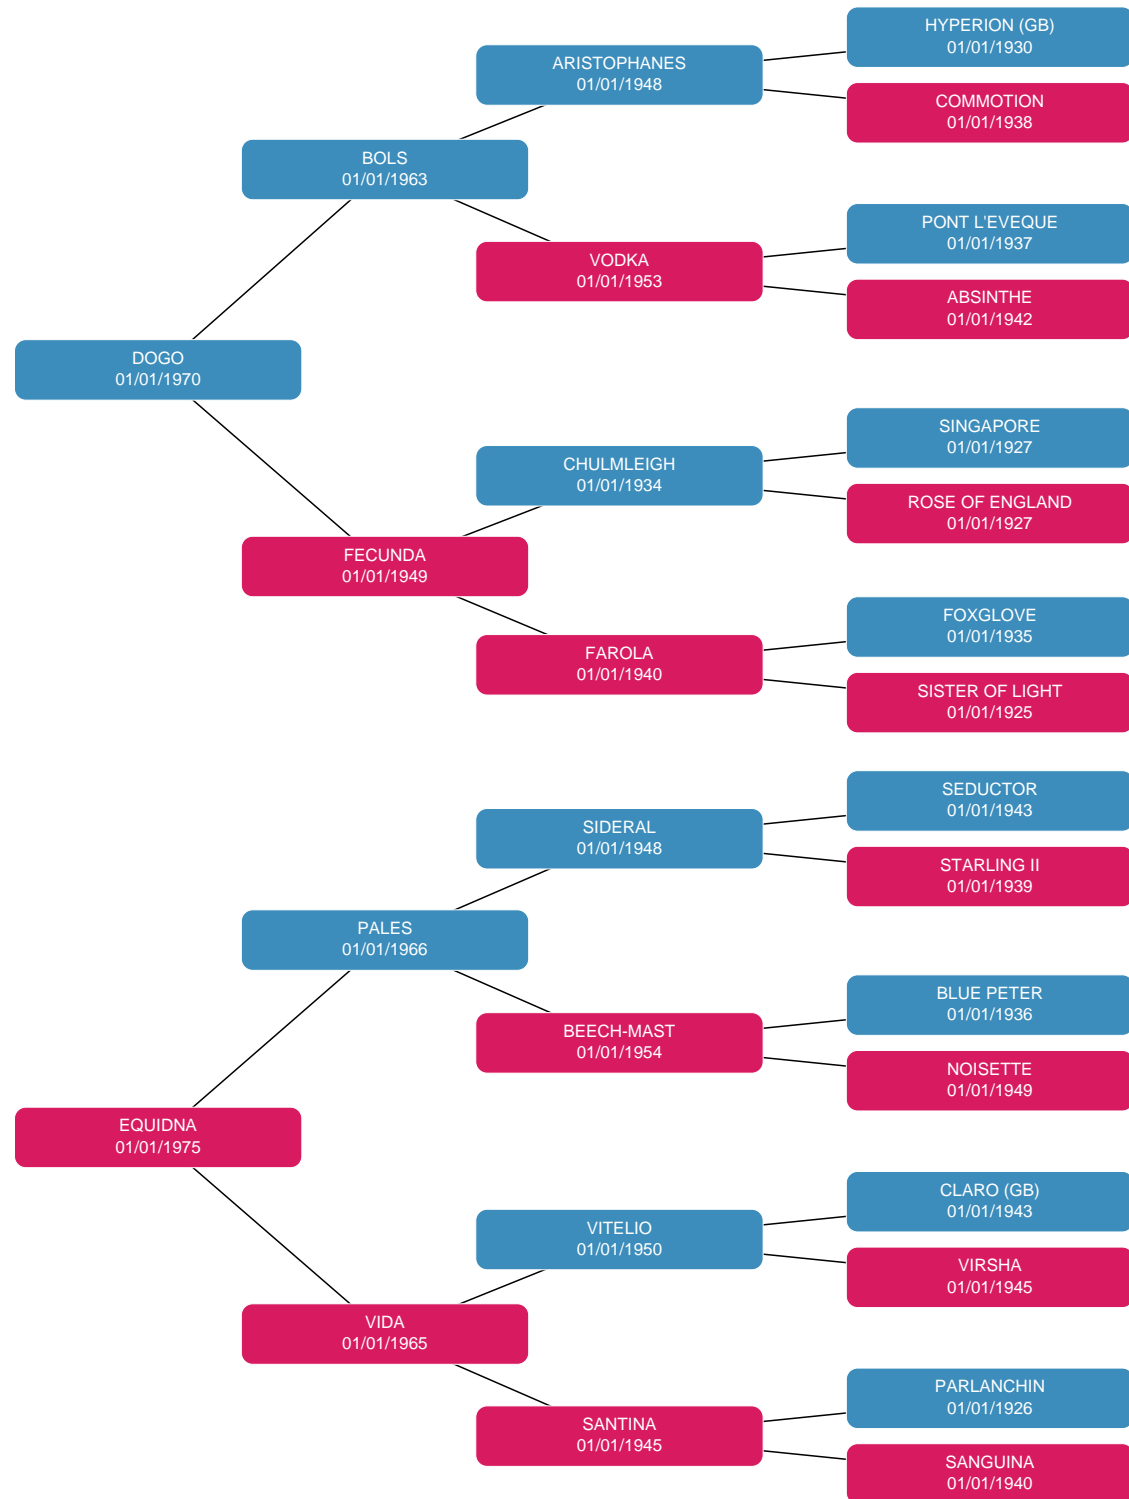 HYPERION (GB)
01/01/1930
ARISTOPHANES
01/01/1948
COMMOTION
01/01/1938
BOLS
01/01/1963
PONT L'EVEQUE
01/01/1937
VODKA
01/01/1953
ABSINTHE
01/01/1942
DOGO
01/01/1970
SINGAPORE
01/01/1927
CHULMLEIGH
01/01/1934
ROSE OF ENGLAND
01/01/1927
FECUNDA
01/01/1949
FOXGLOVE
01/01/1935
FAROLA
01/01/1940
SISTER OF LIGHT
01/01/1925
SEDUCTOR
01/01/1943
SIDERAL
01/01/1948
STARLING II
01/01/1939
PALES
01/01/1966
BLUE PETER
01/01/1936
BEECH-MAST
01/01/1954
NOISETTE
01/01/1949
EQUIDNA
01/01/1975
CLARO (GB)
01/01/1943
VITELIO
01/01/1950
VIRSHA
01/01/1945
VIDA
01/01/1965
PARLANCHIN
01/01/1926
SANTINA
01/01/1945
SANGUINA
01/01/1940